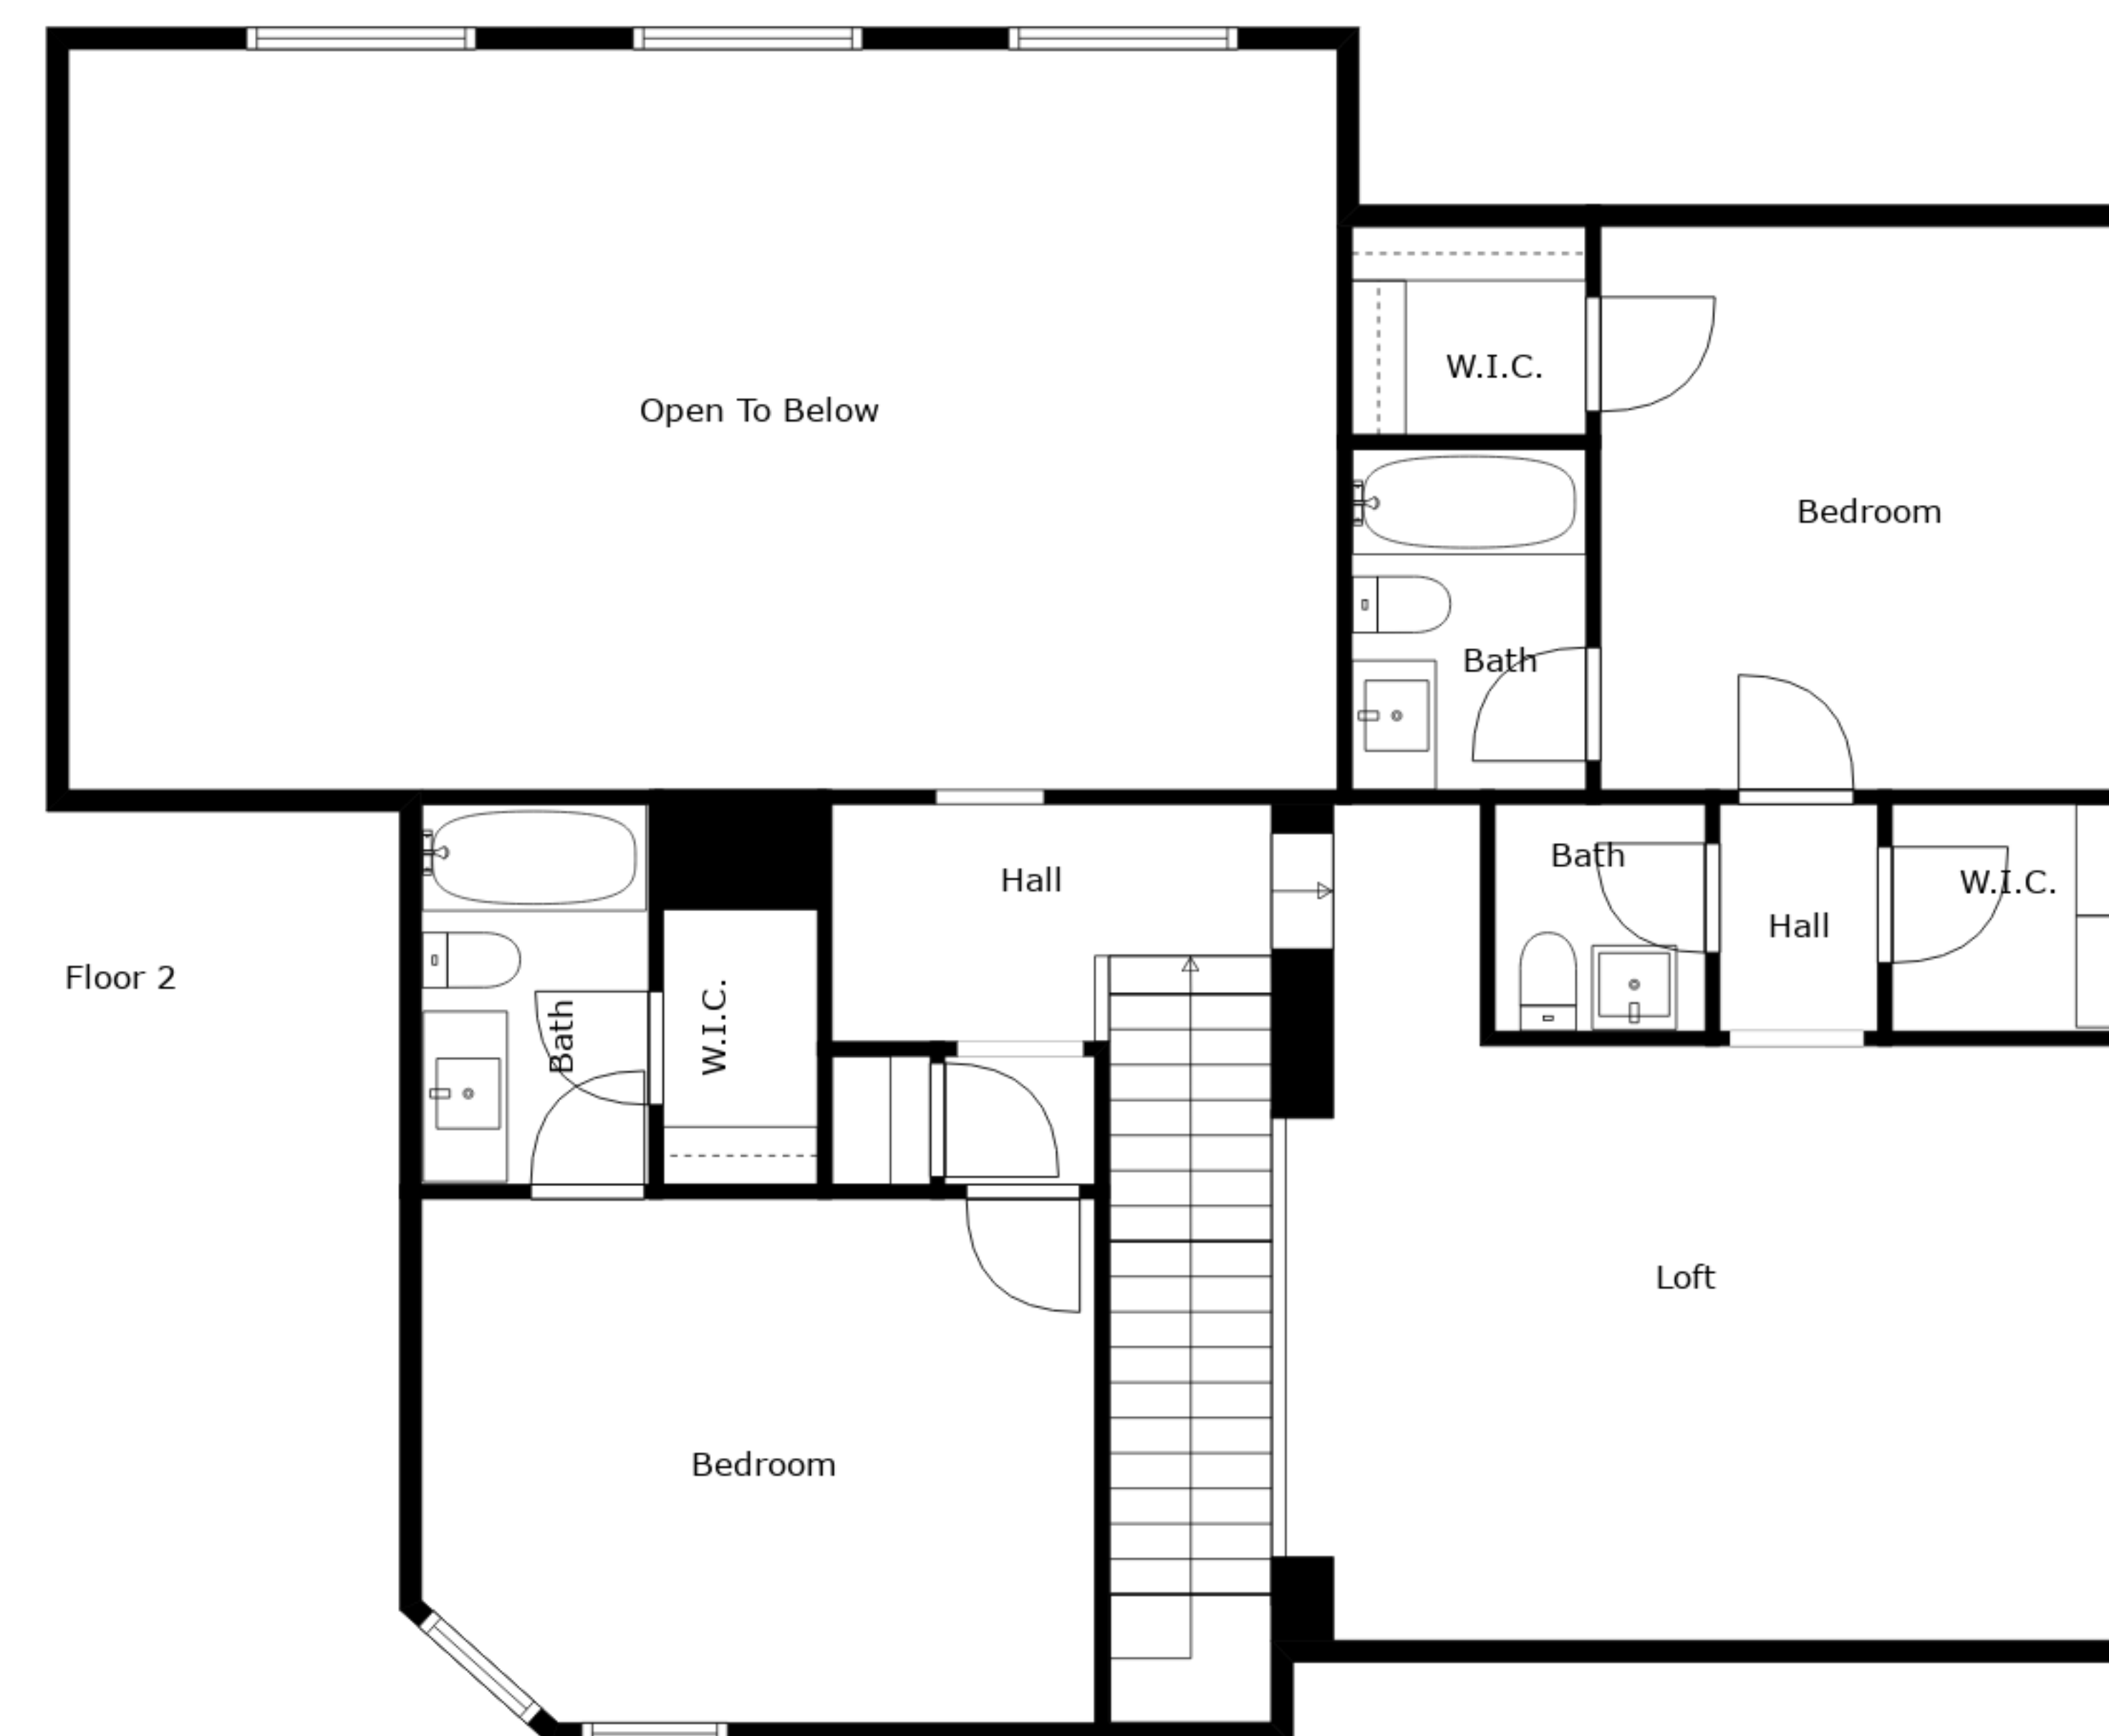 Open To Below
W.I.C.
Bedroom
Bath
Hall
Bath
W.I.C.
Hall
Floor 2
Bath
W.I.C.
Loft
Bedroom